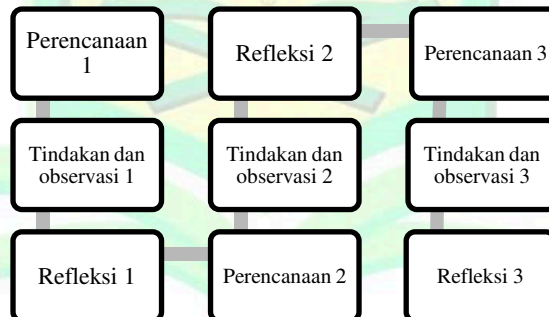 Perencanaan
1
Tindakan dan
observasi 1
Refleksi 1
Perencanaan 2
Tindakan dan
observasi 2
Refleksi 2
Perencanaan 3
Tindakan dan
observasi 3
Refleksi 3